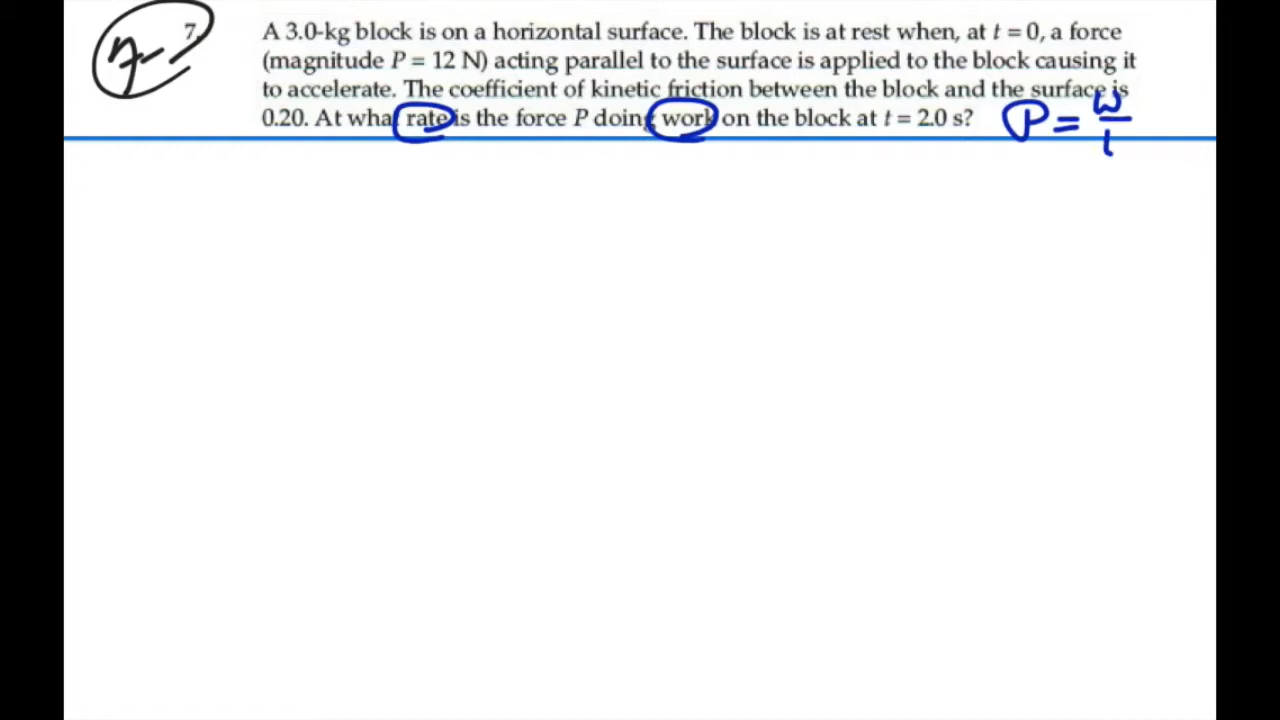 7-
7. A 3.0-kg block is on a horizontal surface. The block is at rest when, at t = 0, a force
(magnitude P = 12 N) acting parallel to the surface is applied to the block causing it
to accelerate. The coefficient of kinetic friction between the block and the surface is
0.20. At what rate is the force P doing work on the block at t = 2.0 s?
P = W/t